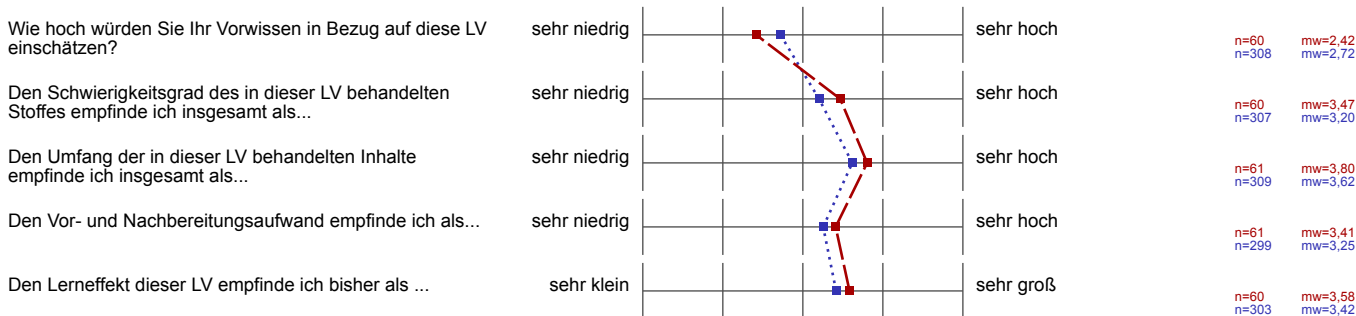 Wie hoch würden Sie Ihr Vorwissen in Bezug auf diese LV
einschätzen?
sehr niedrig
sehr hoch
n=60 mw=2,42
n=308 mw=2,72
Den Schwierigkeitsgrad des in dieser LV behandelten
Stoffes empfinde ich insgesamt als...
sehr niedrig
sehr hoch
n=60 mw=3,47
n=307 mw=3,20
Den Umfang der in dieser LV behandelten Inhalte
empfinde ich insgesamt als...
sehr niedrig
sehr hoch
n=61 mw=3,80
n=309 mw=3,62
Den Vor- und Nachbereitungsaufwand empfinde ich als...
sehr niedrig
sehr hoch
n=61 mw=3,41
n=299 mw=3,25
Den Lerneffekt dieser LV empfinde ich bisher als ...
sehr klein
sehr groß
n=60 mw=3,58
n=303 mw=3,42